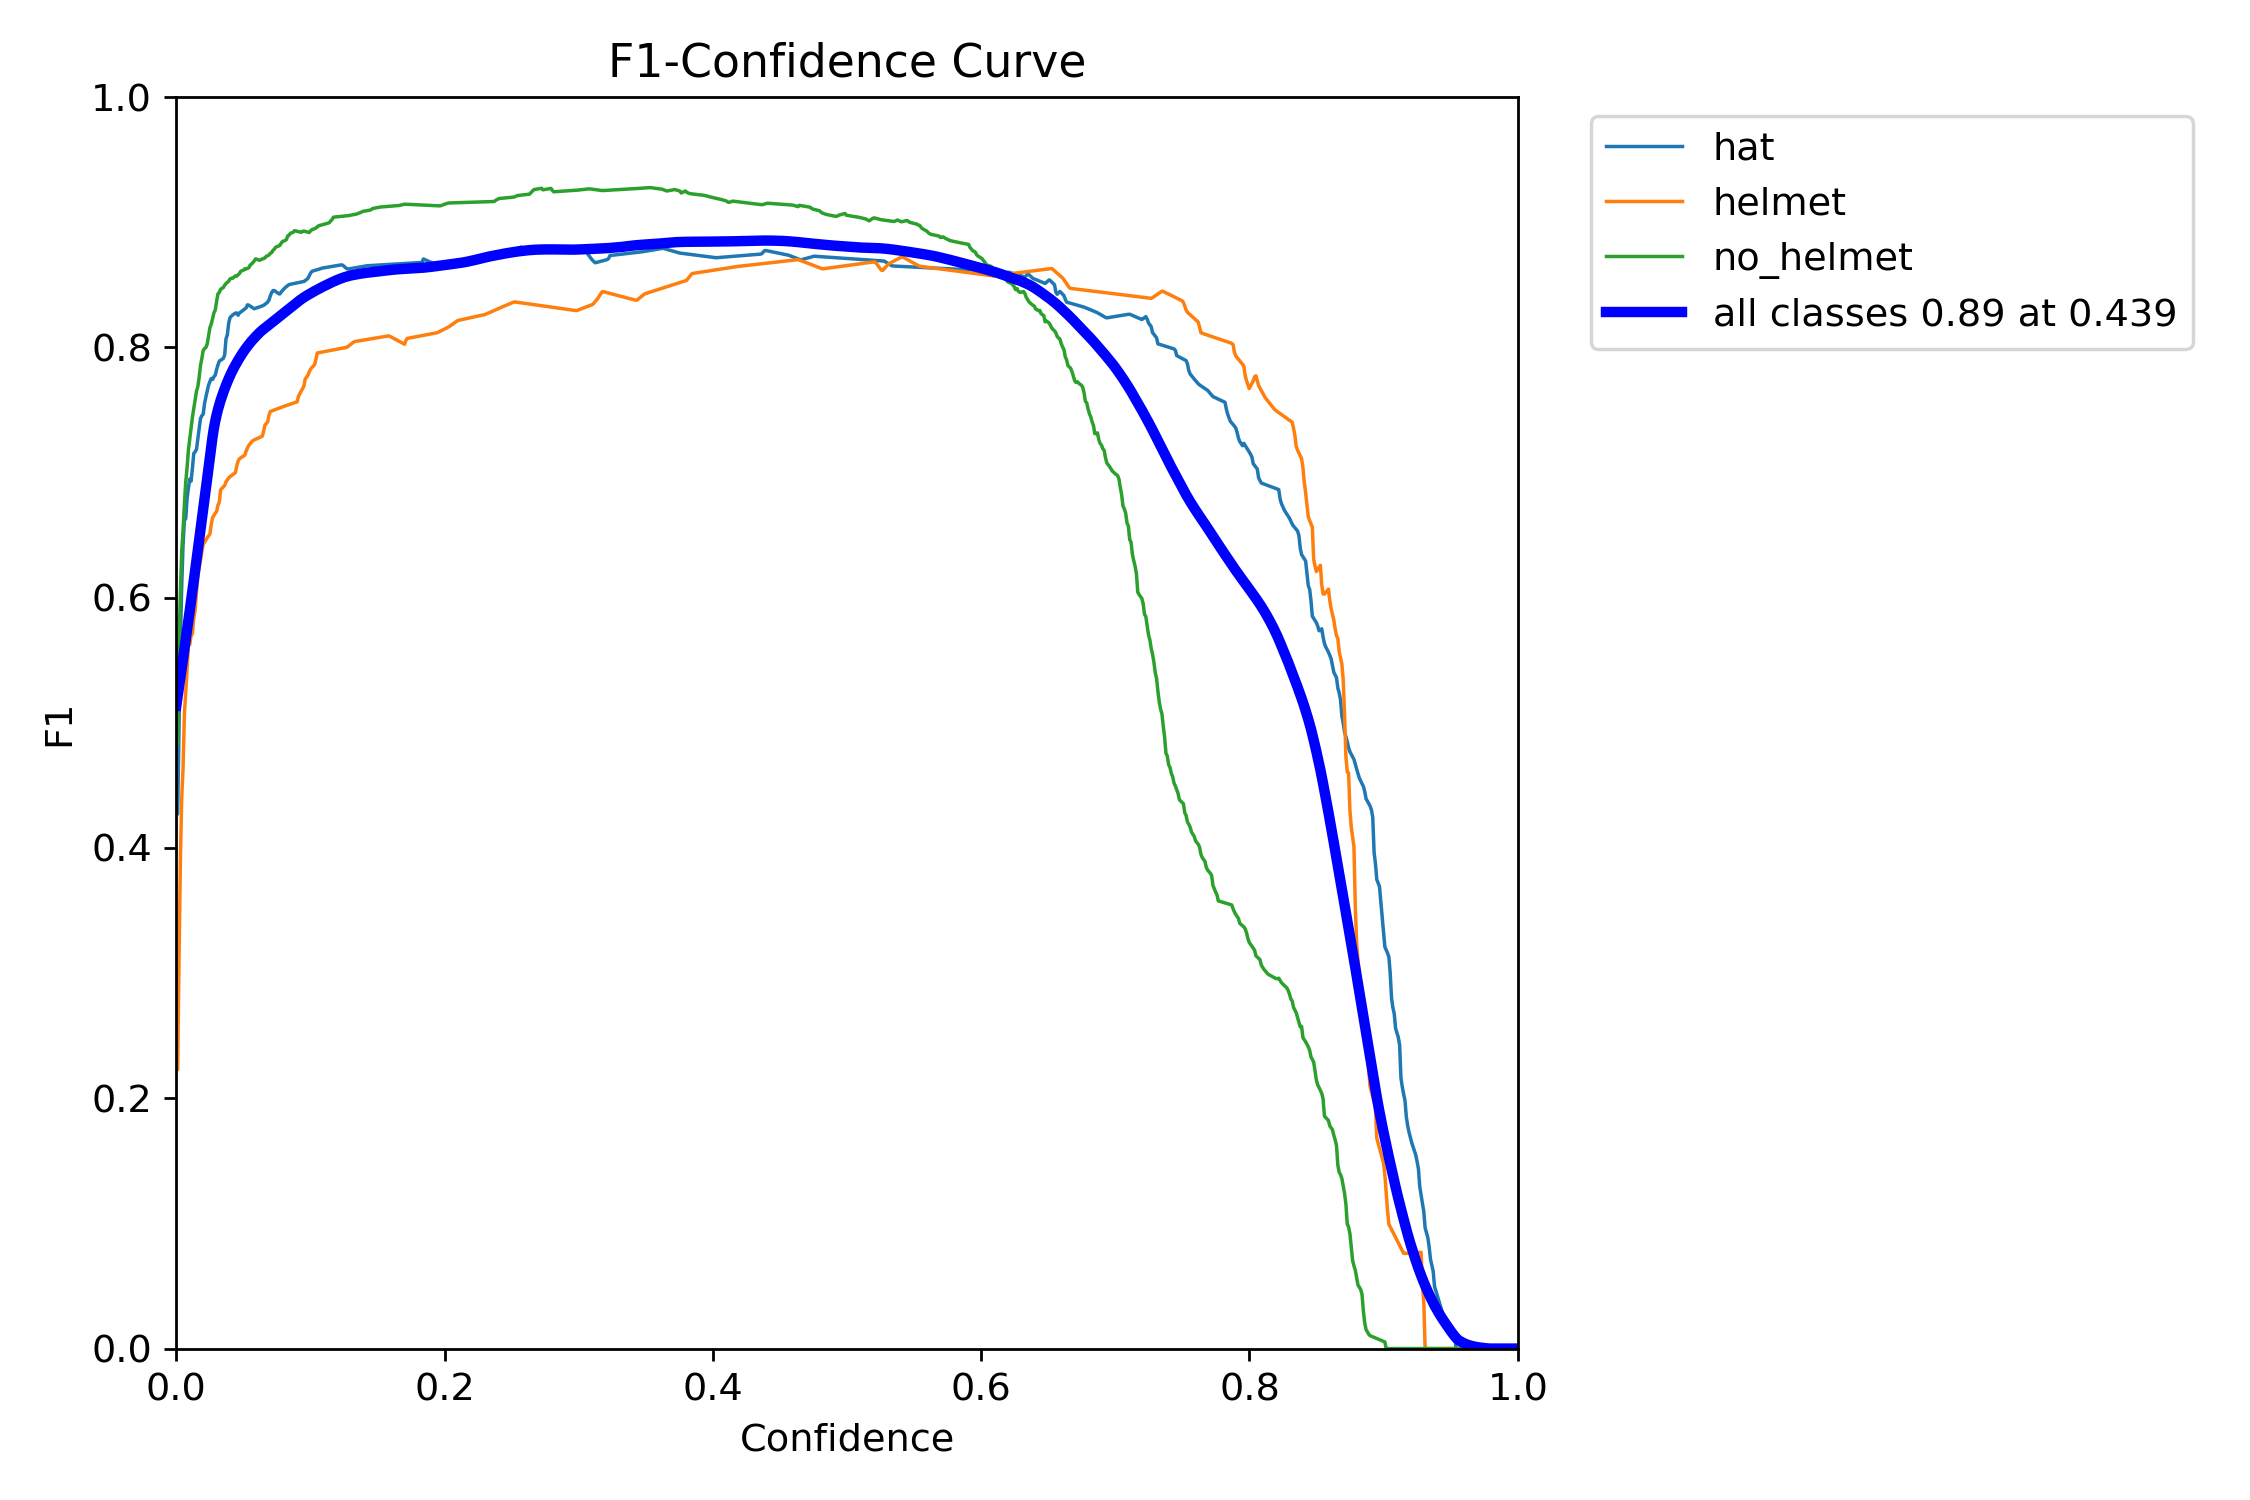 F1-Confidence Curve
1.0
0.8
0.6
0.4
0.2
0.0
F1
0.0 0.2 0.4 0.6 0.8 1.0
Confidence
hat
helmet
no_helmet
all classes 0.89 at 0.439